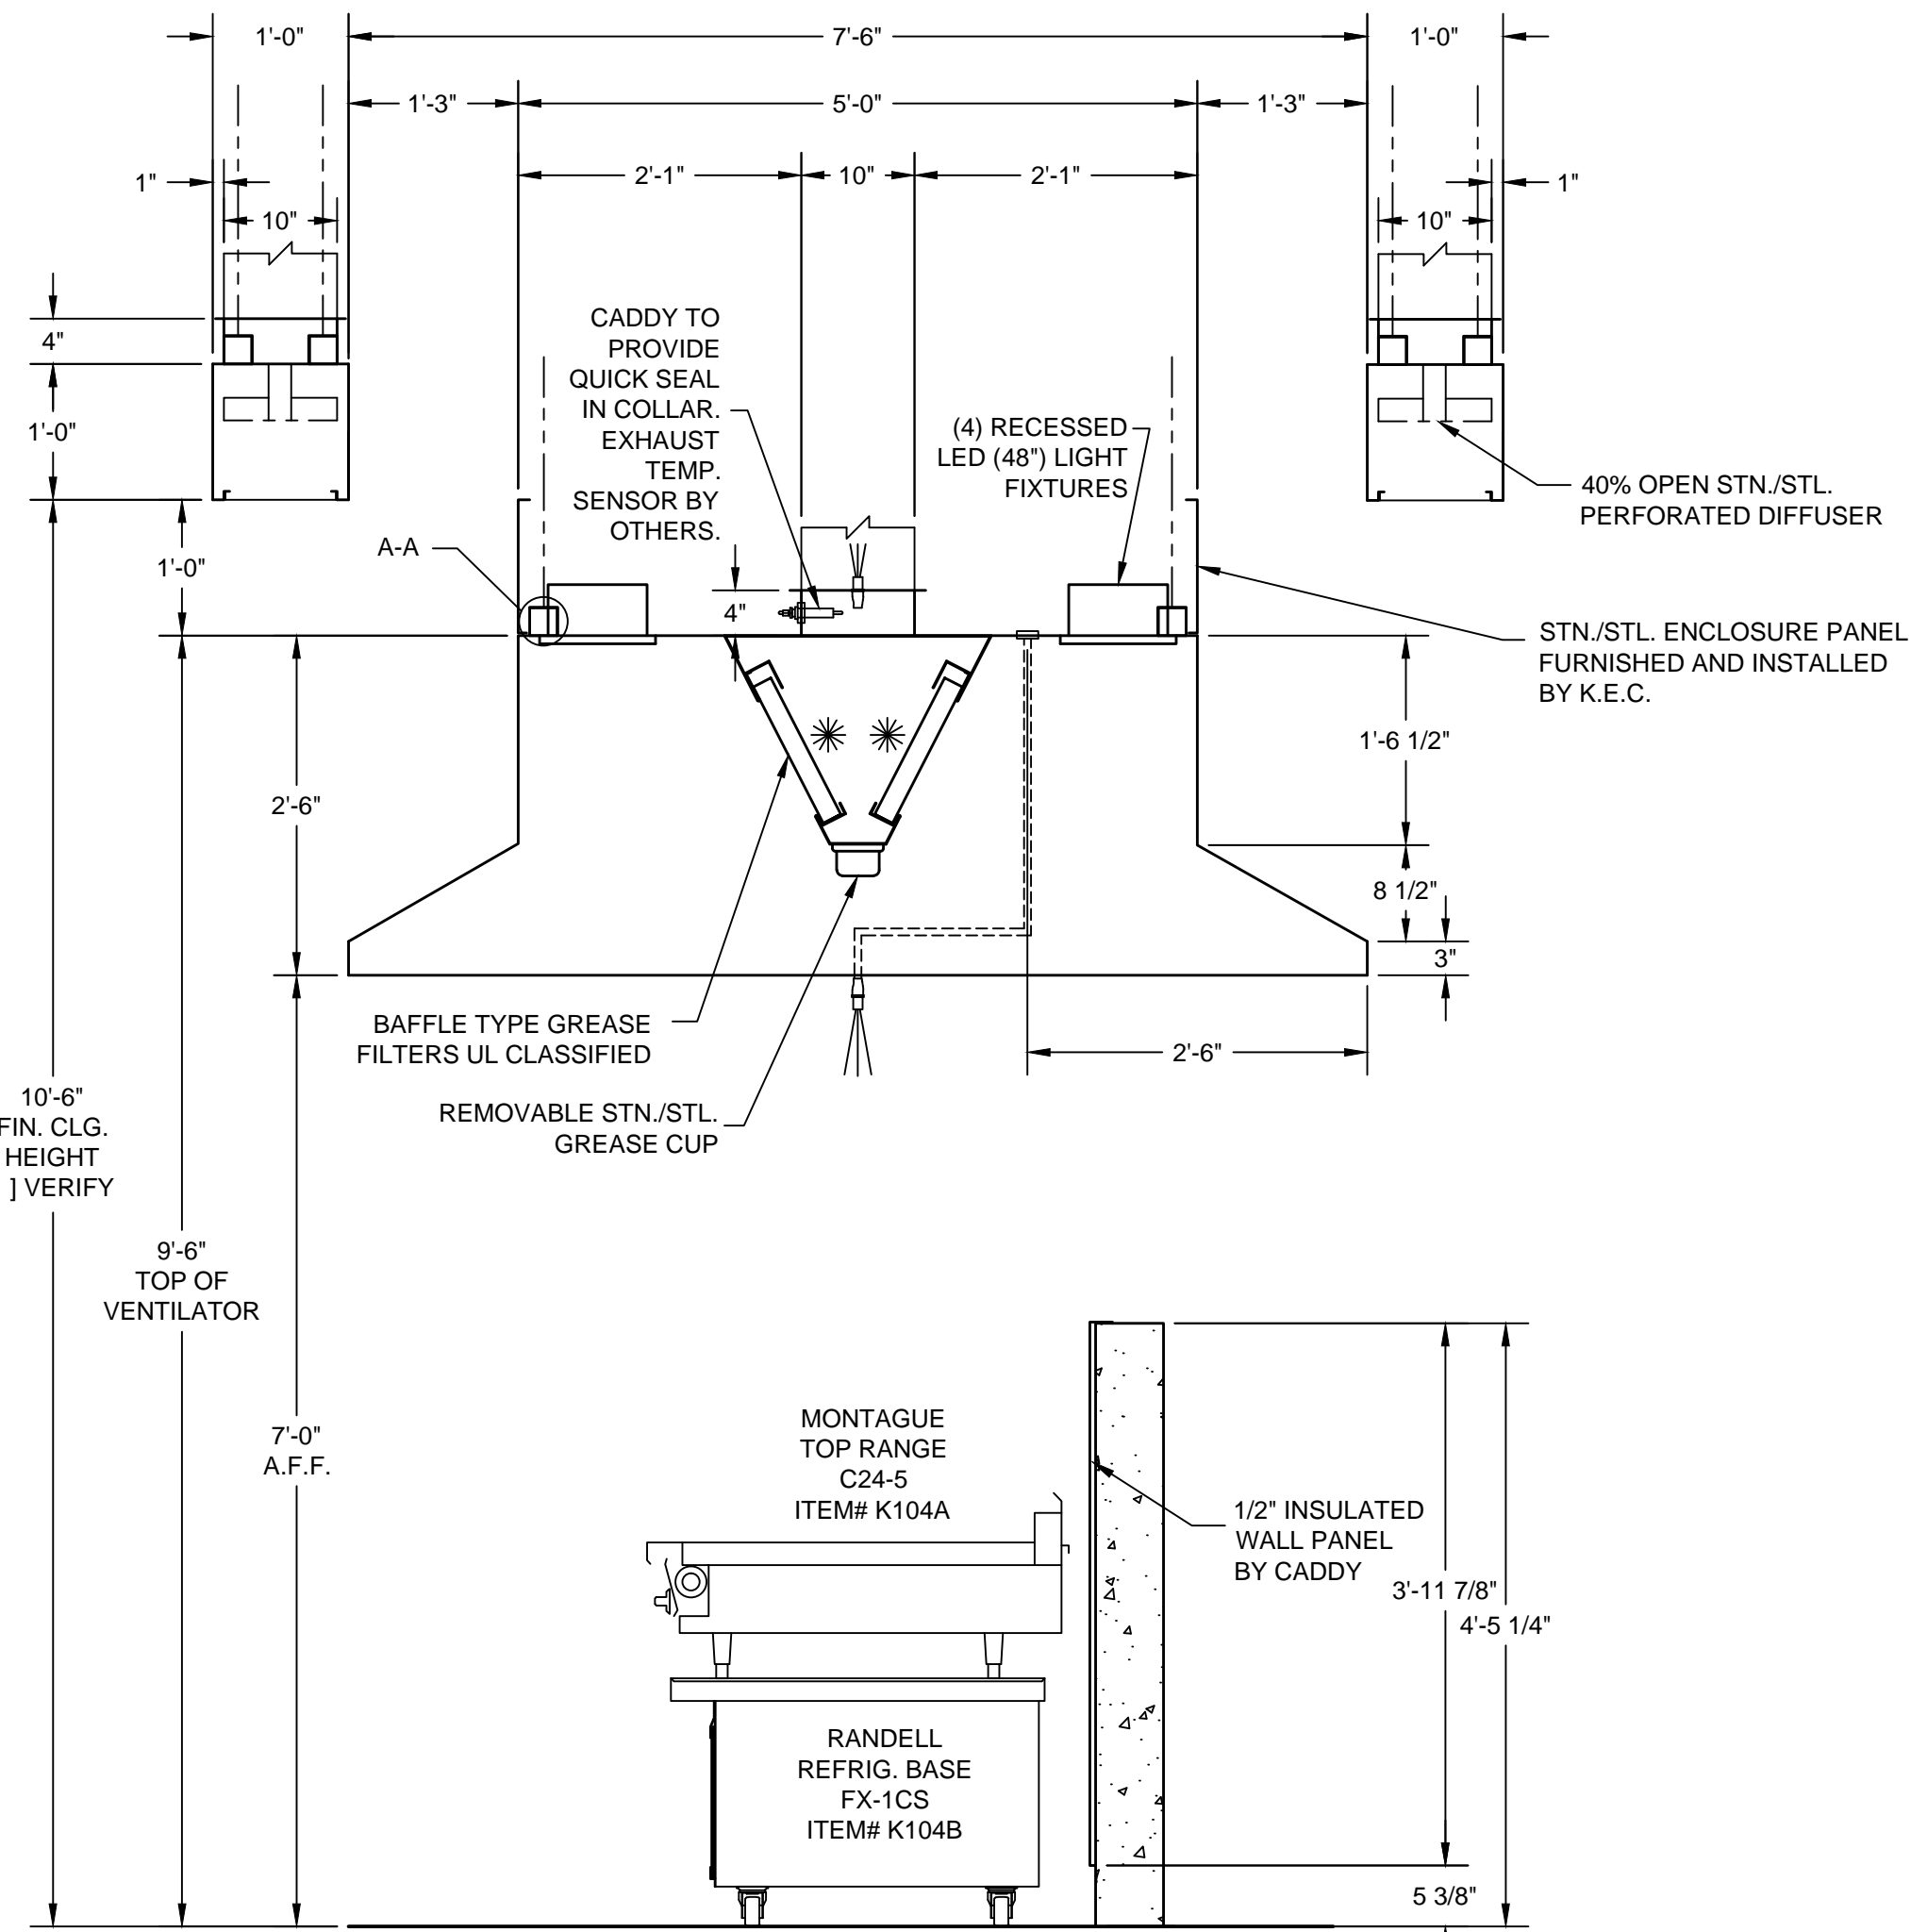 1'-0"
7'-6"
1'-0"
1'-3"
5'-0"
1'-3"
2'-1"
10"
2'-1"
1"
1"
10"
10"
4"
1'-0"
CADDY TO
PROVIDE
QUICK SEAL
IN COLLAR.
EXHAUST
TEMP.
SENSOR BY
OTHERS.
(4) RECESSED
LED (48") LIGHT
FIXTURES
40% OPEN STN./STL.
PERFORATED DIFFUSER
A-A
1'-0"
4"
STN./STL. ENCLOSURE PANEL
FURNISHED AND INSTALLED
BY K.E.C.
1'-6 1/2"
2'-6"
8 1/2"
3"
BAFFLE TYPE GREASE
FILTERS UL CLASSIFIED
2'-6"
REMOVABLE STN./STL.
GREASE CUP
10'-6"
FIN. CLG.
HEIGHT
] VERIFY
9'-6"
TOP OF
VENTILATOR
7'-0"
A.F.F.
MONTAGUE
TOP RANGE
C24-5
ITEM# K104A
1/2" INSULATED
WALL PANEL
BY CADDY
3'-11 7/8"
4'-5 1/4"
RANDELL
REFRIG. BASE
FX-1CS
ITEM# K104B
5 3/8"